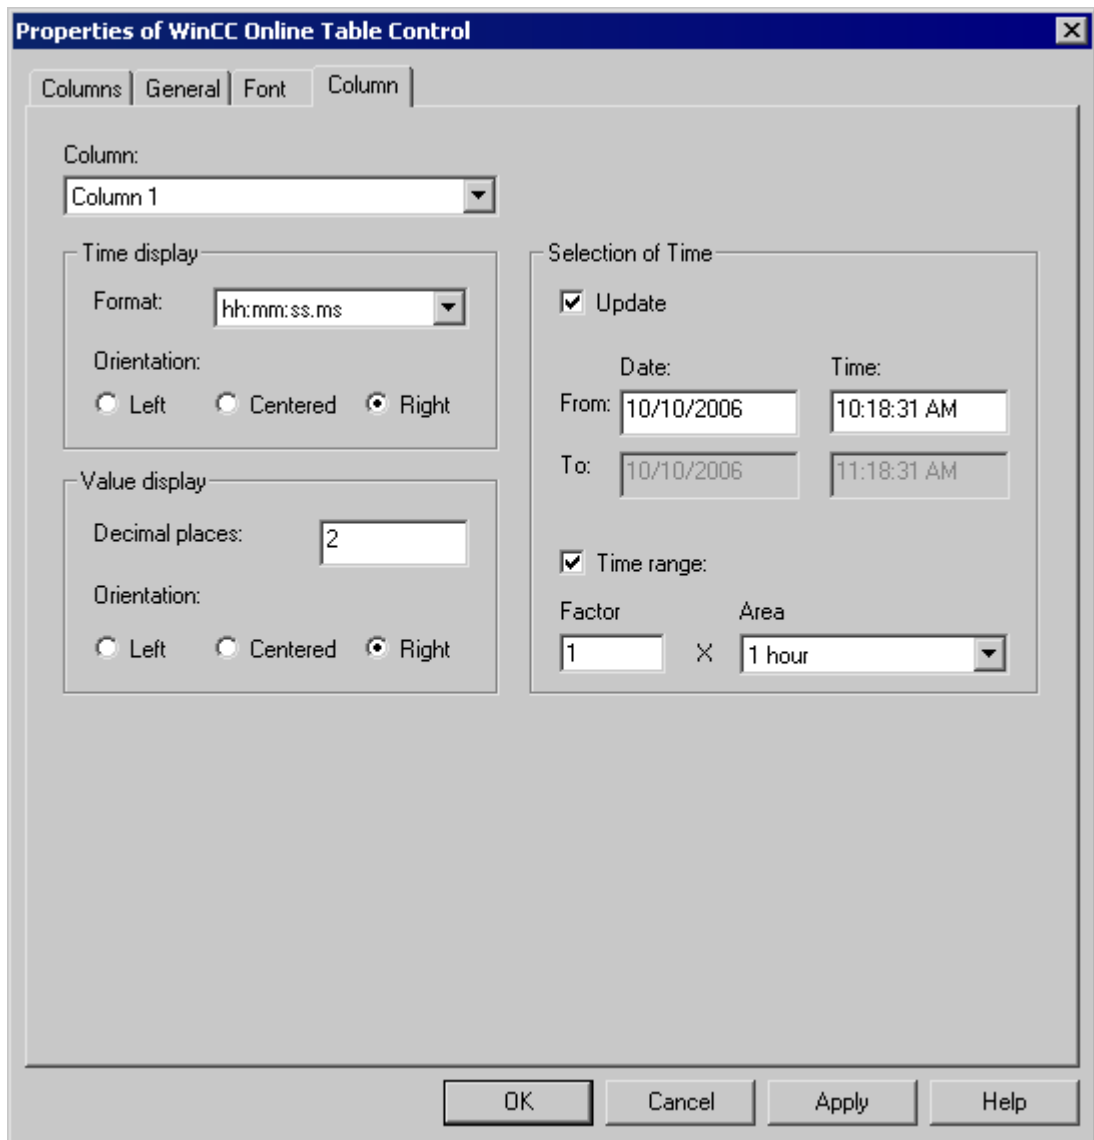 Properties of WinCC Online Table Control
Columns General Font Column
Column:
Column 1
Time display
Format: hh:mm:ss.ms
Orientation:
Left Centered Right
Value display
Decimal places: 2
Orientation:
Left Centered Right
Selection of Time
Update
Date: Time:
From: 10/10/2006 10:18:31 AM
To: 10/10/2006 11:18:31 AM
Time range:
Factor Area
1 X 1 hour
OK Cancel Apply Help